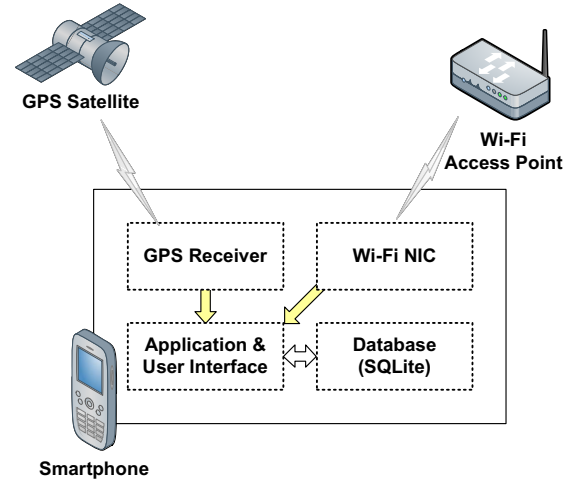 GPS Satellite
Wi-Fi
Access Point
GPS Receiver
Wi-Fi NIC
Application &
User Interface
Database
(SQLite)
Smartphone